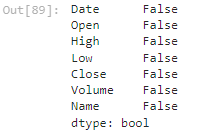 Out[89]: Date False
Open False
High False
Low False
Close False
Volume False
Name False
dtype: bool